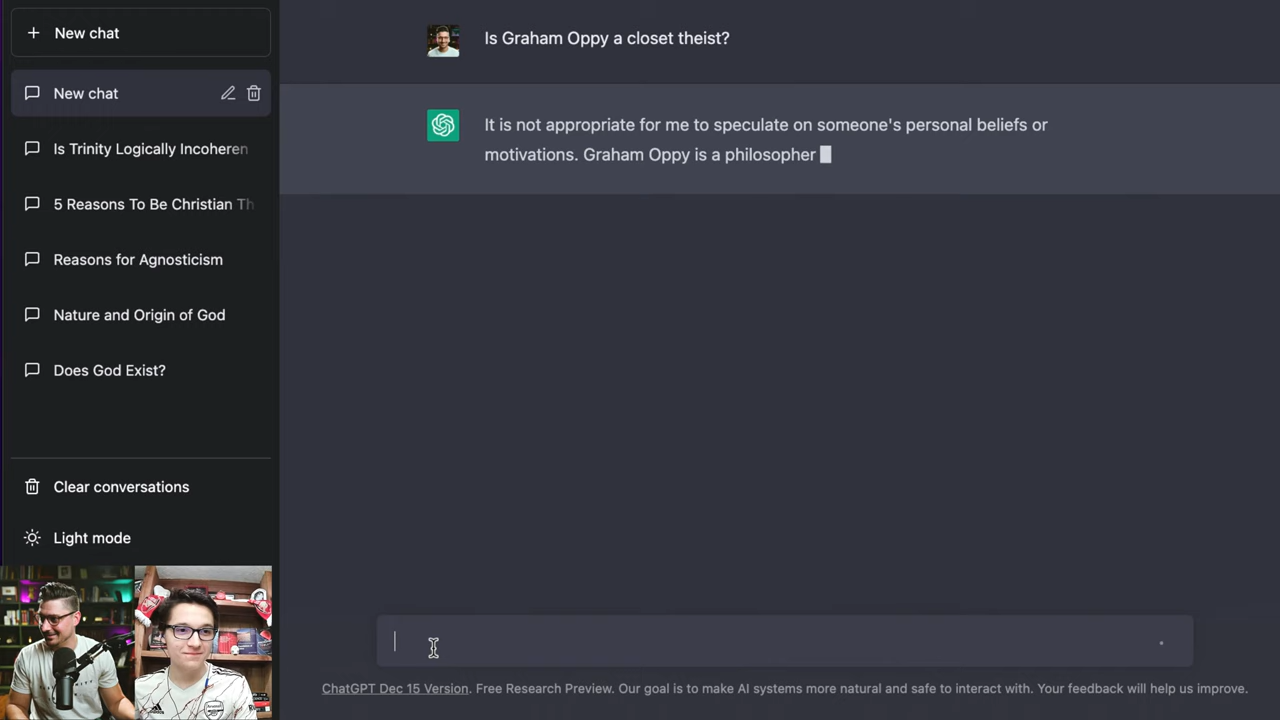 New chat
New chat
Is Trinity Logically Incoheren
5 Reasons To Be Christian Th
Reasons for Agnosticism
Nature and Origin of God
Does God Exist?
Clear conversations
Light mode
Is Graham Oppy a closet theist?
It is not appropriate for me to speculate on someone's personal beliefs or
motivations. Graham Oppy is a philosopher
ChatGPT Dec 15 Version. Free Research Preview. Our goal is to make AI systems more natural and safe to interact with. Your feedback will help us improve.